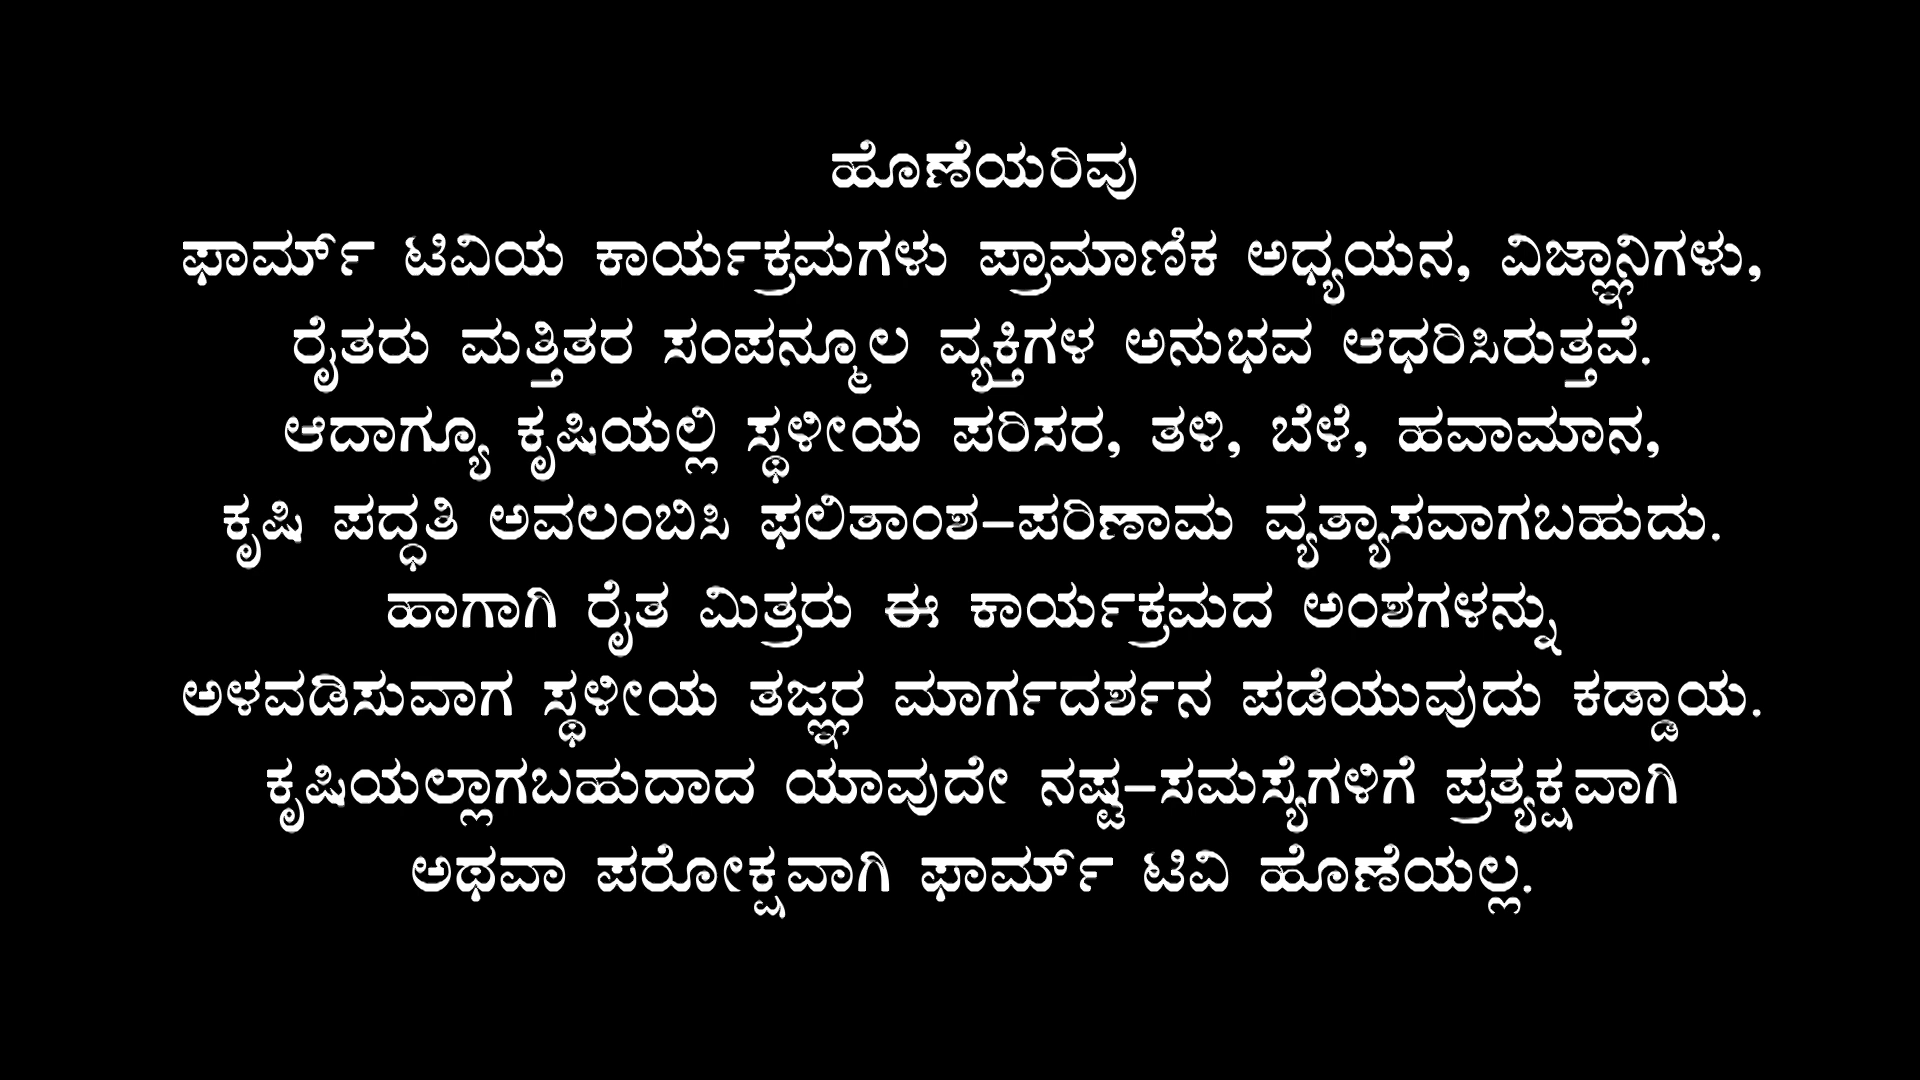 ಹೊಣೆಯರಿವು
ಫಾರ್ಮ್ ಟಿವಿಯ ಕಾರ್ಯಕ್ರಮಗಳು ಪ್ರಾಮಾಣಿಕ ಅಧ್ಯಯನ, ವಿಜ್ಞಾನಿಗಳು,
ರೈತರು ಮತ್ತಿತರ ಸಂಪನ್ಮೂಲ ವ್ಯಕ್ತಿಗಳ ಅನುಭವ ಆಧರಿಸಿರುತ್ತವೆ.
ಆದಾಗ್ಯೂ ಕೃಷಿಯಲ್ಲಿ ಸ್ಥಳೀಯ ಪರಿಸರ, ತಳಿ, ಬೆಳೆ, ಹವಾಮಾನ,
ಕೃಷಿ ಪದ್ಧತಿ ಅವಲಂಬಿಸಿ ಫಲಿತಾಂಶ–ಪರಿಣಾಮ ವ್ಯತ್ಯಾಸವಾಗಬಹುದು.
ಹಾಗಾಗಿ ರೈತ ಮಿತ್ರರು ಈ ಕಾರ್ಯಕ್ರಮದ ಅಂಶಗಳನ್ನು
ಅಳವಡಿಸುವಾಗ ಸ್ಥಳೀಯ ತಜ್ಞರ ಮಾರ್ಗದರ್ಶನ ಪಡೆಯುವುದು ಕಡ್ಡಾಯ.
ಕೃಷಿಯಲ್ಲಾಗಬಹುದಾದ ಯಾವುದೇ ನಷ್ಟ–ಸಮಸ್ಯೆಗಳಿಗೆ ಪ್ರತ್ಯಕ್ಷವಾಗಿ
ಅಥವಾ ಪರೋಕ್ಷವಾಗಿ ಫಾರ್ಮ್ ಟಿವಿ ಹೊಣೆಯಲ್ಲ.